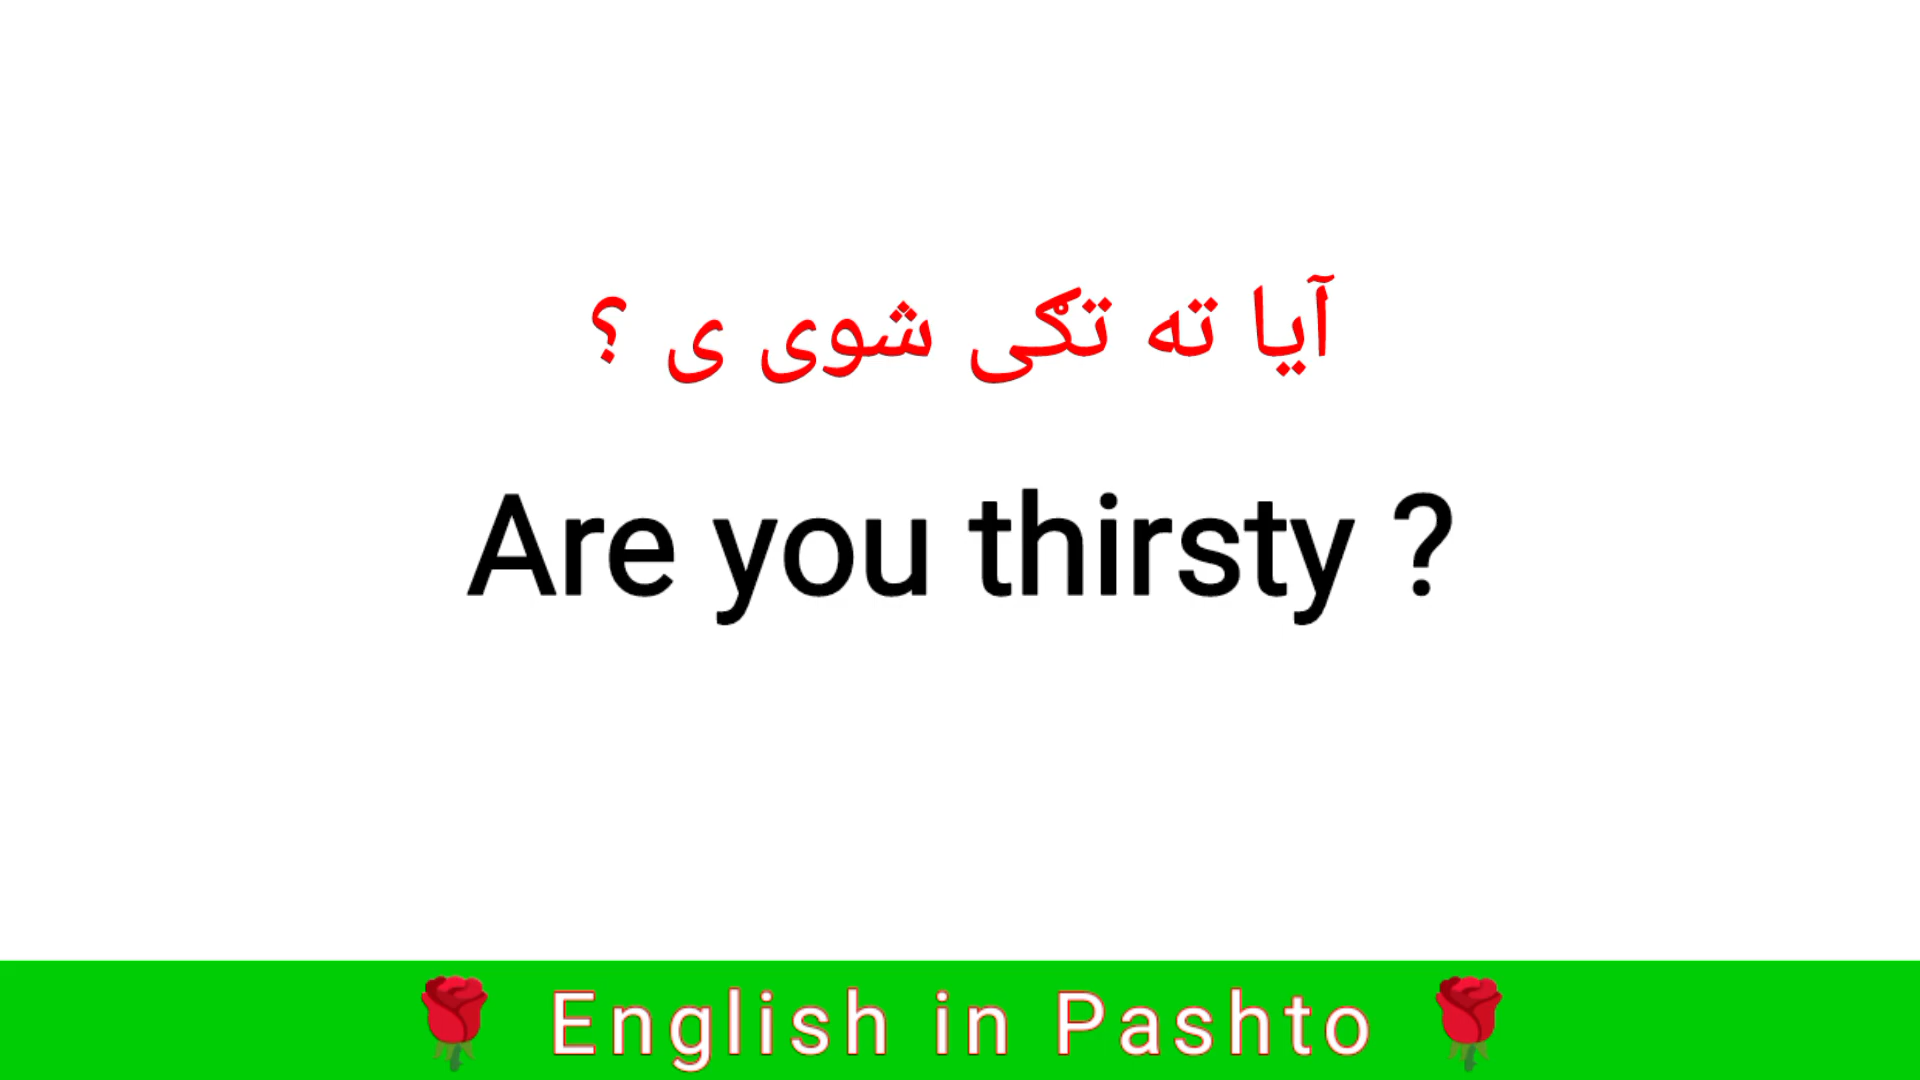 آیا ته تږی شوی ی ؟
Are you thirsty ?
English in Pashto